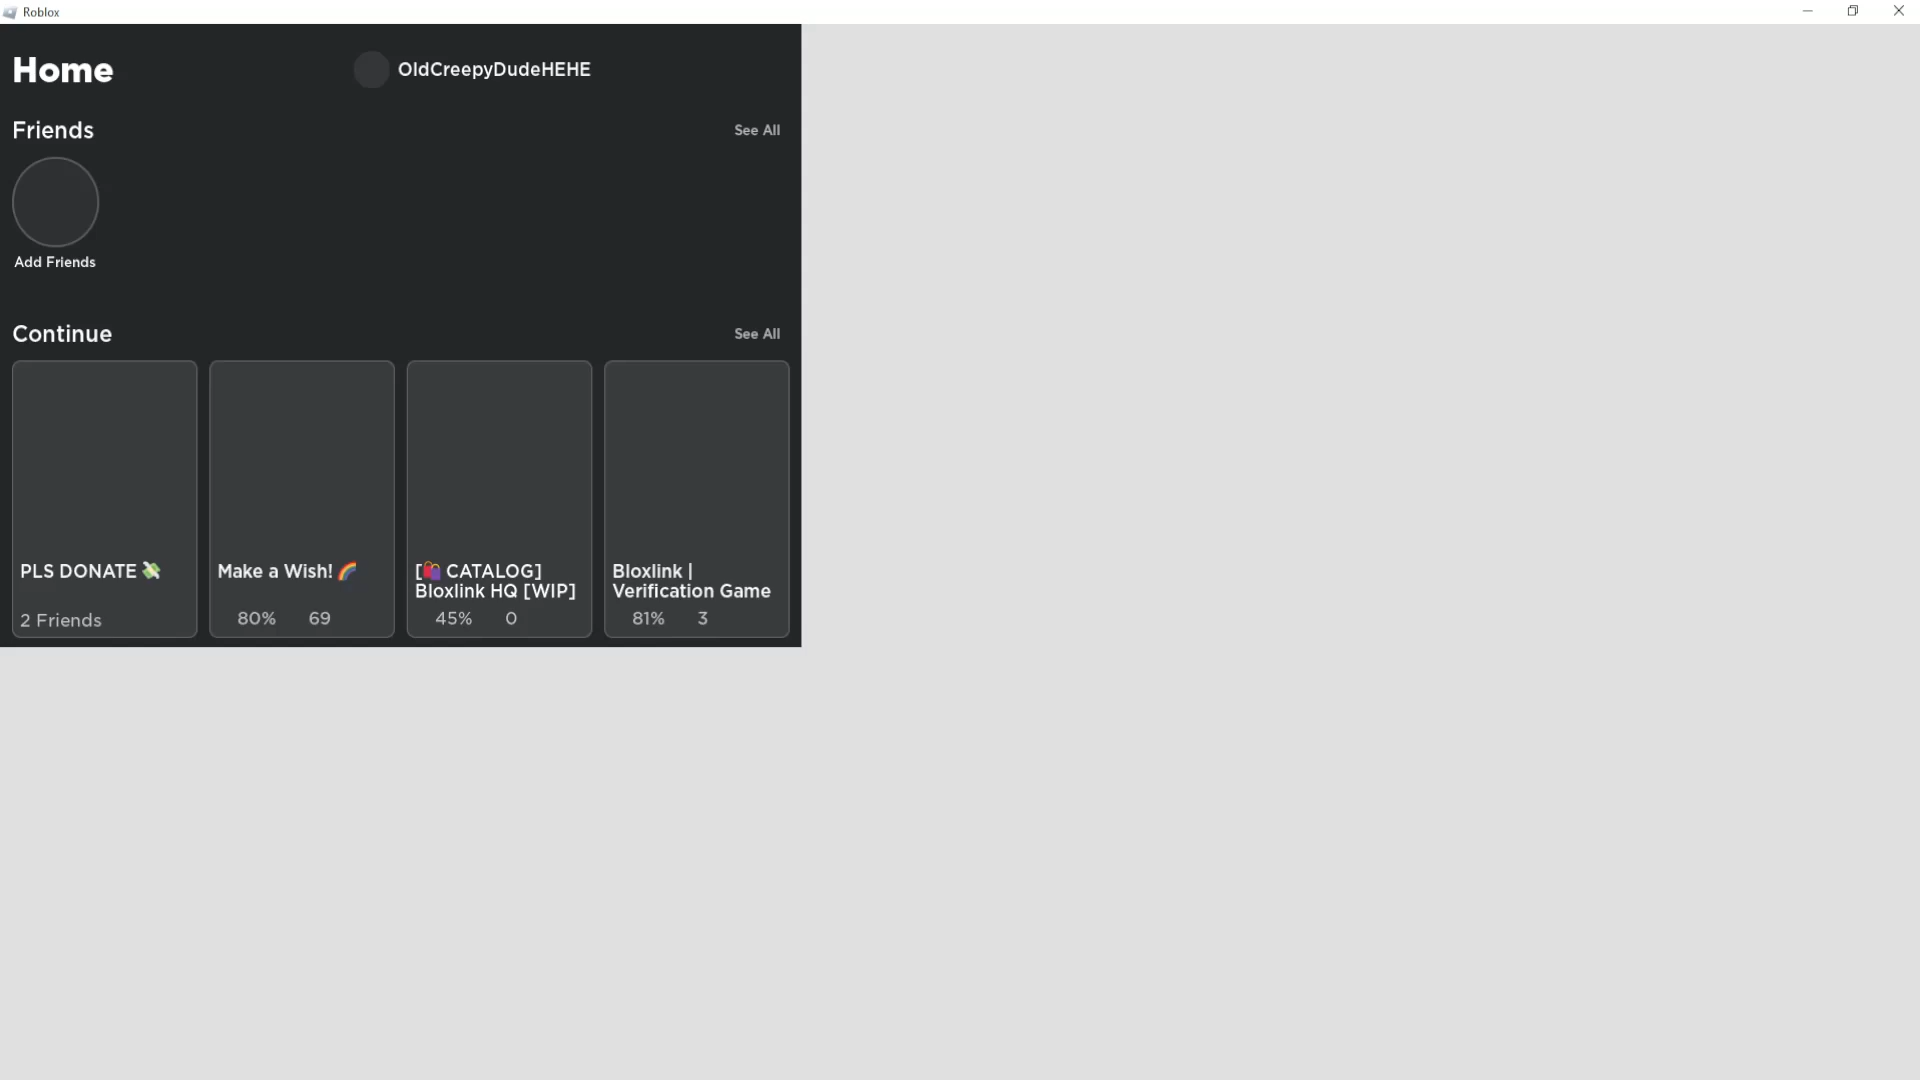 Roblox
Home
OldCreepyDudeHEHE
Friends
See All
Add Friends
Continue
See All
PLS DONATE 💸
2 Friends
Make a Wish! 🌈
80% 69
[🛍️ CATALOG]
Bloxlink HQ [WIP]
45% 0
Bloxlink |
Verification Game
81% 3